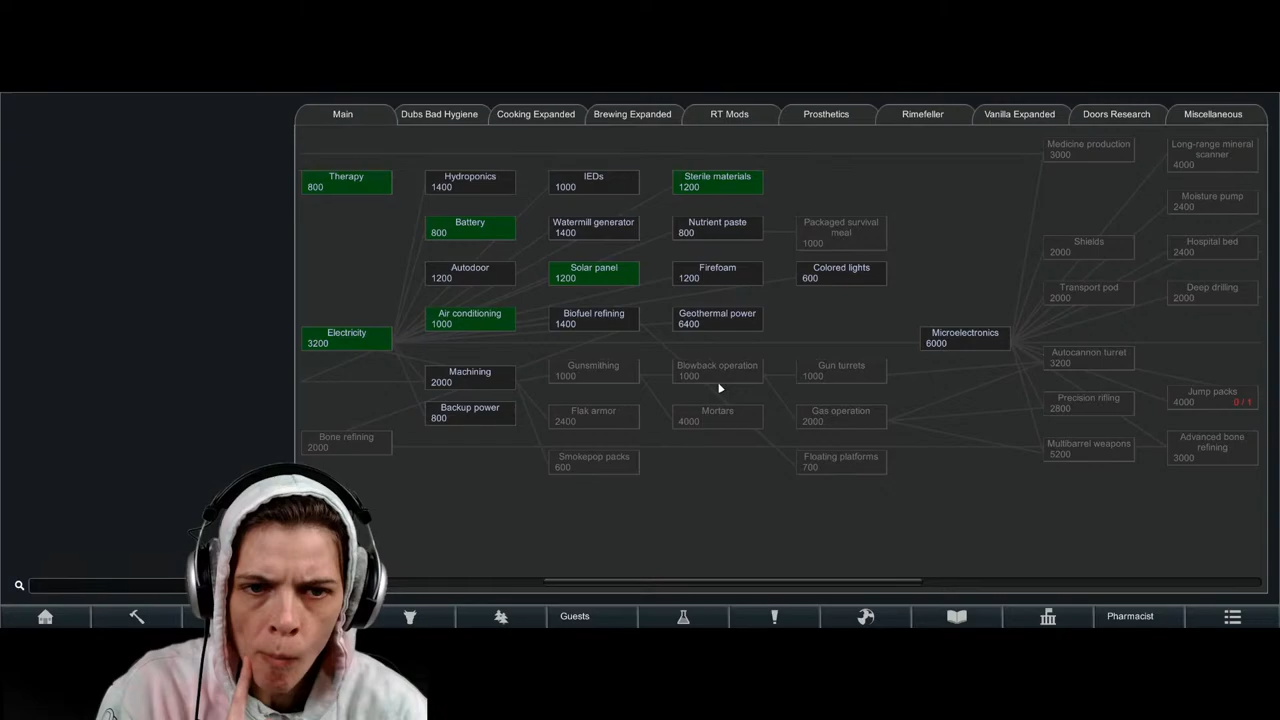 Main
Dubs Bad Hygiene
Cooking Expanded
Brewing Expanded
RT Mods
Prosthetics
Rimefeller
Vanilla Expanded
Doors Research
Miscellaneous
Medicine production
3000
Long-range mineral
scanner
4000
Therapy
800
Hydroponics
1400
IEDs
1000
Sterile materials
1200
Moisture pump
2400
Battery
800
Watermill generator
1400
Nutrient paste
800
Packaged survival
meal
1000
Shields
2000
Hospital bed
2400
Autodoor
1200
Solar panel
1200
Firefoam
1200
Colored lights
600
Transport pod
2000
Deep drilling
2000
Air conditioning
1000
Biofuel refining
1400
Geothermal power
6400
Electricity
3200
Microelectronics
6000
Autocannon turret
3200
Machining
2000
Gunsmithing
1000
Blowback operation
1000
Gun turrets
1000
Precision rifling
2800
Jump packs
4000 0 / 1
Backup power
800
Flak armor
2400
Mortars
4000
Gas operation
2000
Bone refining
2000
Multibarrel weapons
5200
Advanced bone
refining
3000
Smokepop packs
600
Floating platforms
700
Guests
Pharmacist